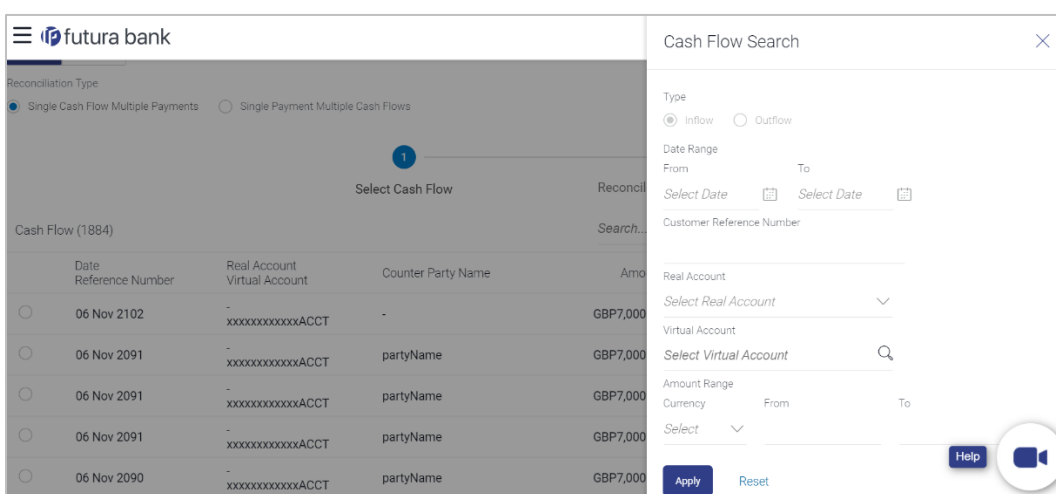 futura bank
Reconciliation Type
Single Cash Flow Multiple Payments Single Payment Multiple Cash Flows
1
Select Cash Flow Reconcil
Cash Flow (1884) Search...
Date Real Account Counter Party Name Amo
Reference Number Virtual Account
06 Nov 2102 - - GBP7,000
xxxxxxxxxxxxACCT
06 Nov 2091 - partyName GBP7,000
xxxxxxxxxxxxACCT
06 Nov 2091 - partyName GBP7,000
xxxxxxxxxxxxACCT
06 Nov 2091 - partyName GBP7,000
xxxxxxxxxxxxACCT
06 Nov 2090 - partyName GBP7,000
xxxxxxxxxxxxACCT
Cash Flow Search
Type
Inflow Outflow
Date Range
From To
Select Date Select Date
Customer Reference Number
Real Account
Select Real Account
Virtual Account
Select Virtual Account
Amount Range
Currency From To
Select
Help
Apply Reset